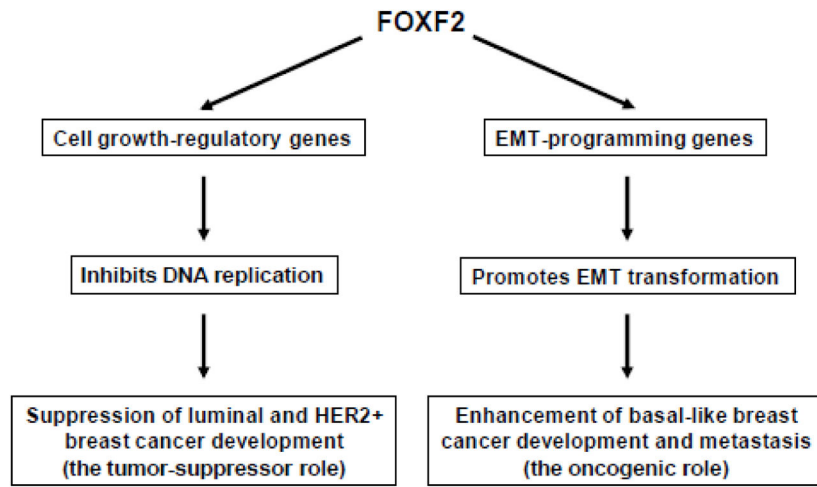 FOXF2
Cell growth-regulatory genes
EMT-programming genes
Inhibits DNA replication
Promotes EMT transformation
Suppression of luminal and HER2+
breast cancer development
(the tumor-suppressor role)
Enhancement of basal-like breast
cancer development and metastasis
(the oncogenic role)